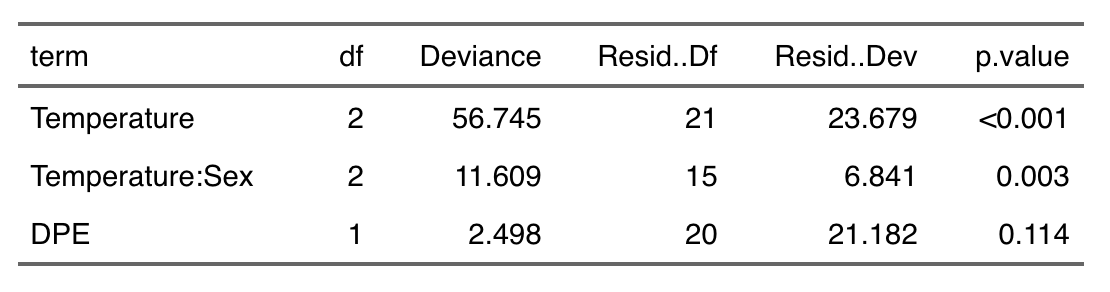 term df Deviance Resid..Df Resid..Dev p.value
Temperature 2 56.745 21 23.679 <0.001
Temperature:Sex 2 11.609 15 6.841 0.003
DPE 1 2.498 20 21.182 0.114